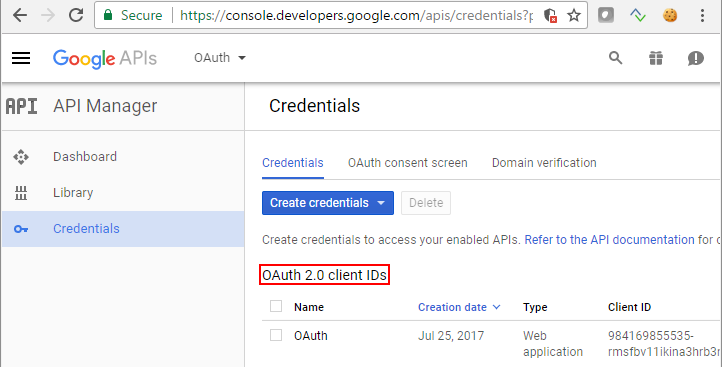 Secure
https://console.developers.google.com/apis/credentials?p
Google APIs
OAuth
API API Manager
Credentials
Dashboard
Library
Credentials
Credentials OAuth consent screen Domain verification
Create credentials Delete
Create credentials to access your enabled APIs. Refer to the API documentation for
OAuth 2.0 client IDs
Name Creation date Type Client ID
OAuth Jul 25, 2017 Web application 984169855535-
rmsfbv11ikina3hrb3r